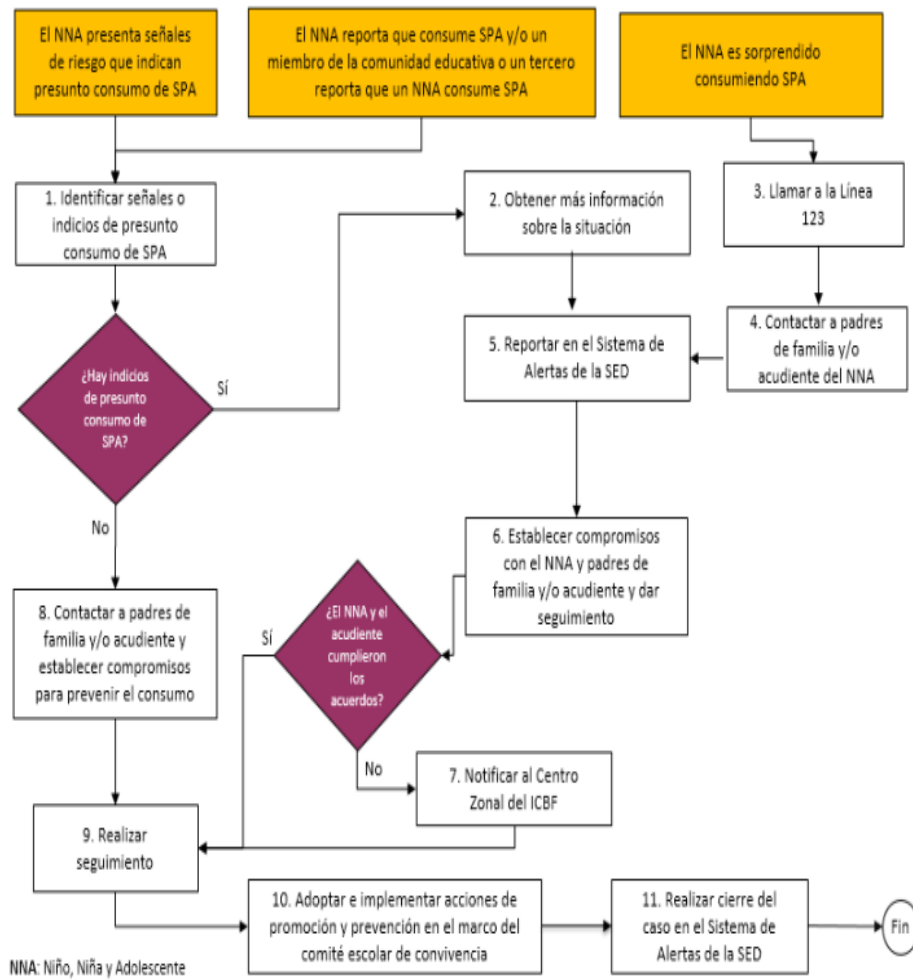 El NNA presenta señales
de riesgo que indican
presunto consumo de SPA
El NNA reporta que consume SPA y/o un
miembro de la comunidad educativa o un tercero
reporta que un NNA consume SPA
El NNA es sorprendido
consumiendo SPA
1. Identificar señales o
indicios de presunto
consumo de SPA
2. Obtener más información
sobre la situación
3. Llamar a la Línea
123
¿Hay indicios
de presunto
consumo de
SPA?
Sí
No
5. Reportar en el Sistema de
Alertas de la SED
4. Contactar a padres
de familia y/o
acudiente del NNA
6. Establecer compromisos
con el NNA y padres de
familia y/o acudiente y dar
seguimiento
8. Contactar a padres de
familia y/o acudiente y
establecer compromisos
para prevenir el consumo
¿El NNA y el
acudiente
cumplieron
los
acuerdos?
Sí
No
7. Notificar al Centro
Zonal del ICBF
9. Realizar
seguimiento
10. Adoptar e implementar acciones de
promoción y prevención en el marco del
comité escolar de convivencia
11. Realizar cierre del
caso en el Sistema de
Alertas de la SED
Fin
NNA: Niño, Niña y Adolescente